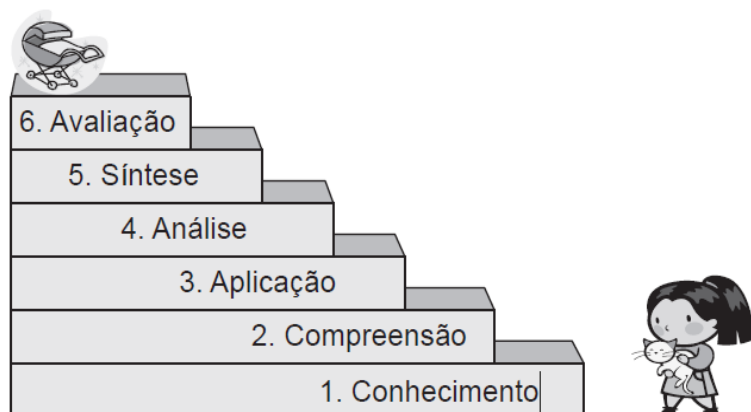 6. Avaliação
5. Síntese
4. Análise
3. Aplicação
2. Compreensão
1. Conhecimento